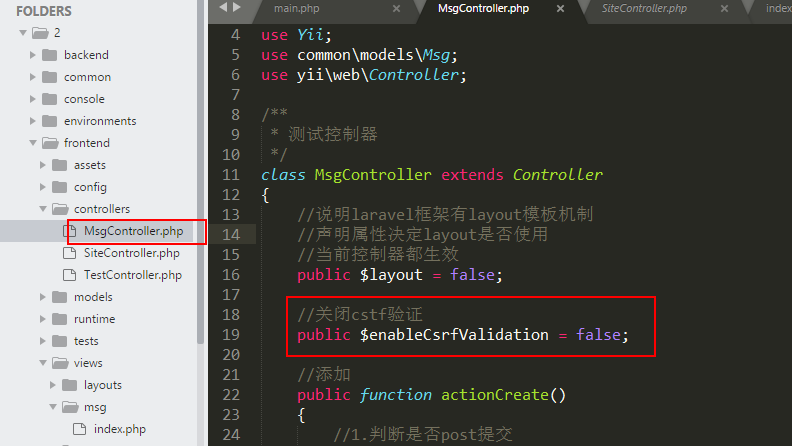 FOLDERS
2
backend
common
console
environments
frontend
assets
config
controllers
MsgController.php
SiteController.php
TestController.php
models
runtime
tests
views
layouts
msg
index.php
main.php × MsgController.php × SiteController.php × index
4 use Yii;
5 use common\models\Msg;
6 use yii\web\Controller;
7
8 /**
9 * 测试控制器
10 */
11 class MsgController extends Controller
12 {
13 //说明laravel框架有layout模板机制
14 //声明属性决定layout是否使用
15 //当前控制器都生效
16 public $layout = false;
17
18 //关闭cstf验证
19 public $enableCsrfValidation = false;
20
21 //添加
22 public function actionCreate()
23 {
24 //1.判断是否post提交